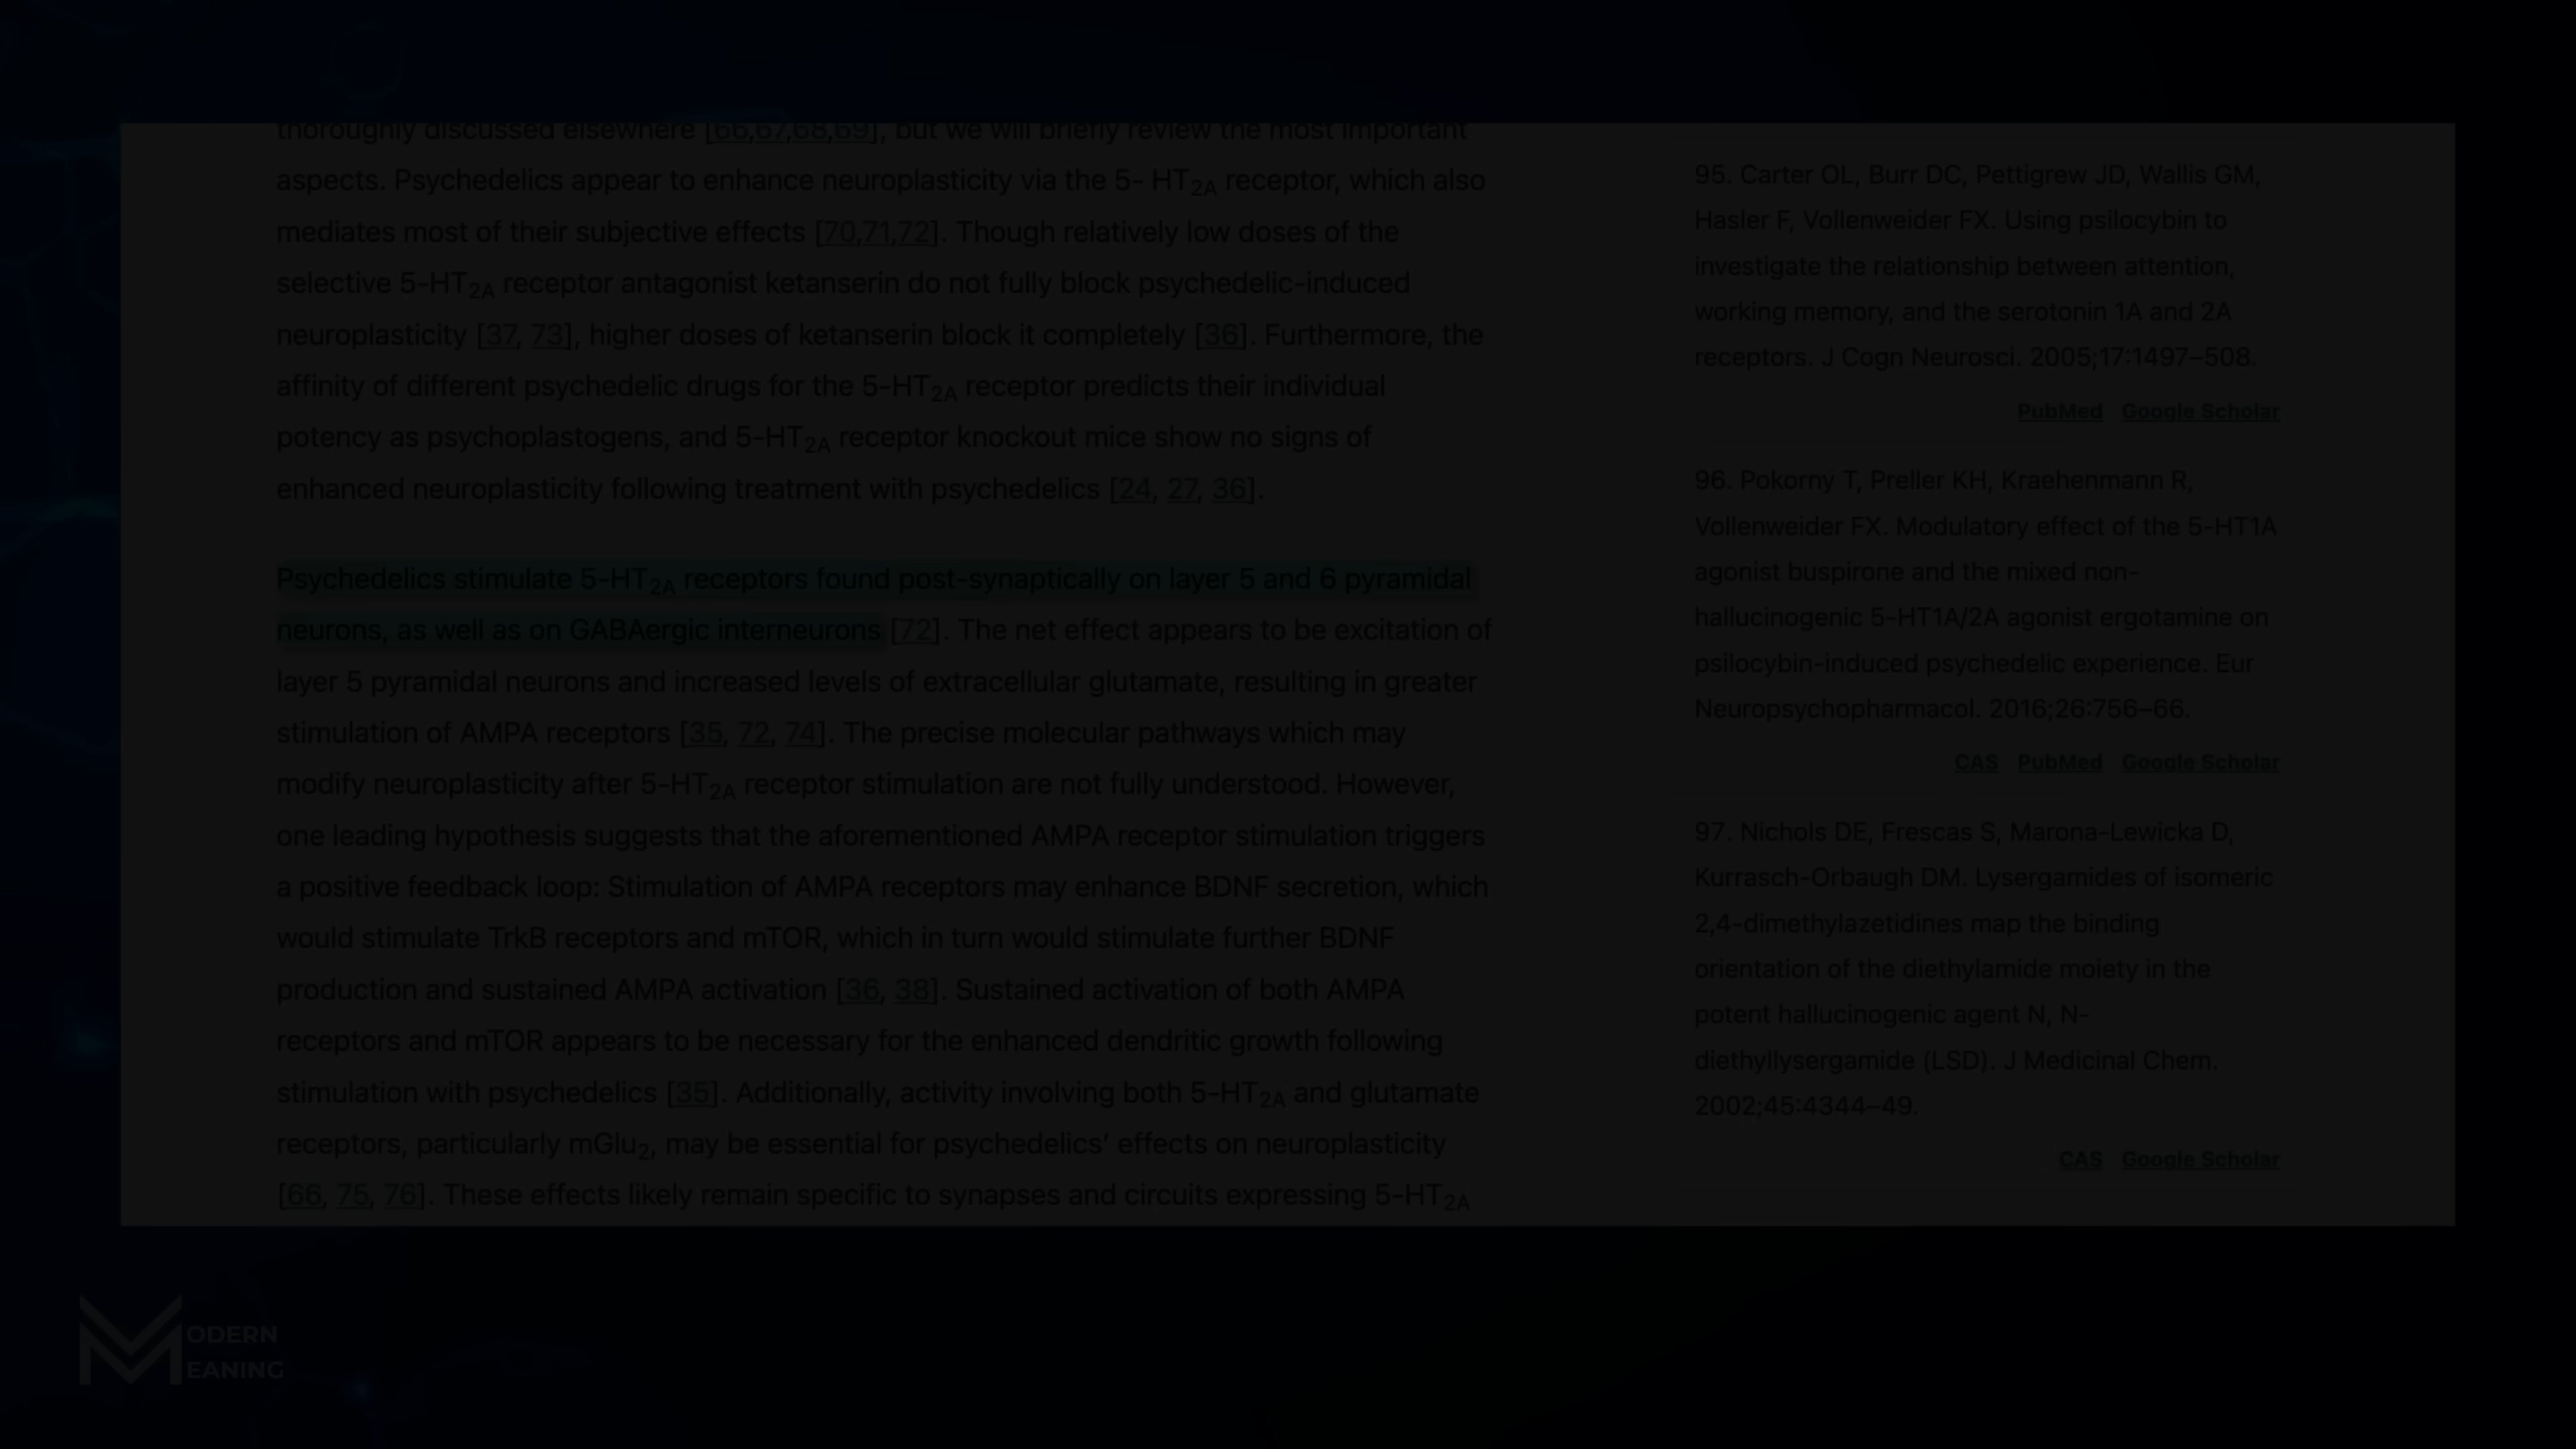 thoroughly discussed elsewhere [66,67,68,69], but we will briefly review the most important
aspects. Psychedelics appear to enhance neuroplasticity via the 5- HT2A receptor, which also
mediates most of their subjective effects [70,71,72]. Though relatively low doses of the
selective 5-HT2A receptor antagonist ketanserin do not fully block psychedelic-induced
neuroplasticity [37, 73], higher doses of ketanserin block it completely [36]. Furthermore, the
affinity of different psychedelic drugs for the 5-HT2A receptor predicts their individual
potency as psychoplastogens, and 5-HT2A receptor knockout mice show no signs of
enhanced neuroplasticity following treatment with psychedelics [24, 27, 36].
Psychedelics stimulate 5-HT2A receptors found post-synaptically on layer 5 and 6 pyramidal
neurons, as well as on GABAergic interneurons [72]. The net effect appears to be excitation of
layer 5 pyramidal neurons and increased levels of extracellular glutamate, resulting in greater
stimulation of AMPA receptors [35, 72, 74]. The precise molecular pathways which may
modify neuroplasticity after 5-HT2A receptor stimulation are not fully understood. However,
one leading hypothesis suggests that the aforementioned AMPA receptor stimulation triggers
a positive feedback loop: Stimulation of AMPA receptors may enhance BDNF secretion, which
would stimulate TrkB receptors and mTOR, which in turn would stimulate further BDNF
production and sustained AMPA activation [36, 38]. Sustained activation of both AMPA
receptors and mTOR appears to be necessary for the enhanced dendritic growth following
stimulation with psychedelics [35]. Additionally, activity involving both 5-HT2A and glutamate
receptors, particularly mGlu2, may be essential for psychedelics' effects on neuroplasticity
[66, 75, 76]. These effects likely remain specific to synapses and circuits expressing 5-HT2A
95. Carter OL, Burr DC, Pettigrew JD, Wallis GM,
Hasler F, Vollenweider FX. Using psilocybin to
investigate the relationship between attention,
working memory, and the serotonin 1A and 2A
receptors. J Cogn Neurosci. 2005;17:1497–508.
PubMed Google Scholar
96. Pokorny T, Preller KH, Kraehenmann R,
Vollenweider FX. Modulatory effect of the 5-HT1A
agonist buspirone and the mixed non-
hallucinogenic 5-HT1A/2A agonist ergotamine on
psilocybin-induced psychedelic experience. Eur
Neuropsychopharmacol. 2016;26:756–66.
CAS PubMed Google Scholar
97. Nichols DE, Frescas S, Marona-Lewicka D,
Kurrasch-Orbaugh DM. Lysergamides of isomeric
2,4-dimethylazetidines map the binding
orientation of the diethylamide moiety in the
potent hallucinogenic agent N, N-
diethyllysergamide (LSD). J Medicinal Chem.
2002;45:4344–49.
CAS Google Scholar
MODERN
MEANING